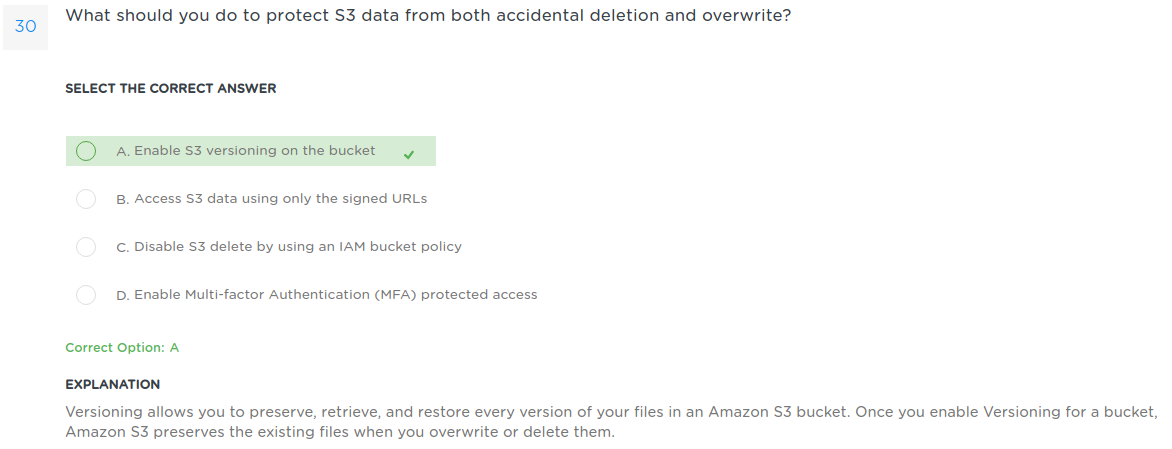 30
What should you do to protect S3 data from both accidental deletion and overwrite?
SELECT THE CORRECT ANSWER
A. Enable S3 versioning on the bucket
B. Access S3 data using only the signed URLs
C. Disable S3 delete by using an IAM bucket policy
D. Enable Multi-factor Authentication (MFA) protected access
Correct Option: A
EXPLANATION
Versioning allows you to preserve, retrieve, and restore every version of your files in an Amazon S3 bucket. Once you enable Versioning for a bucket,
Amazon S3 preserves the existing files when you overwrite or delete them.